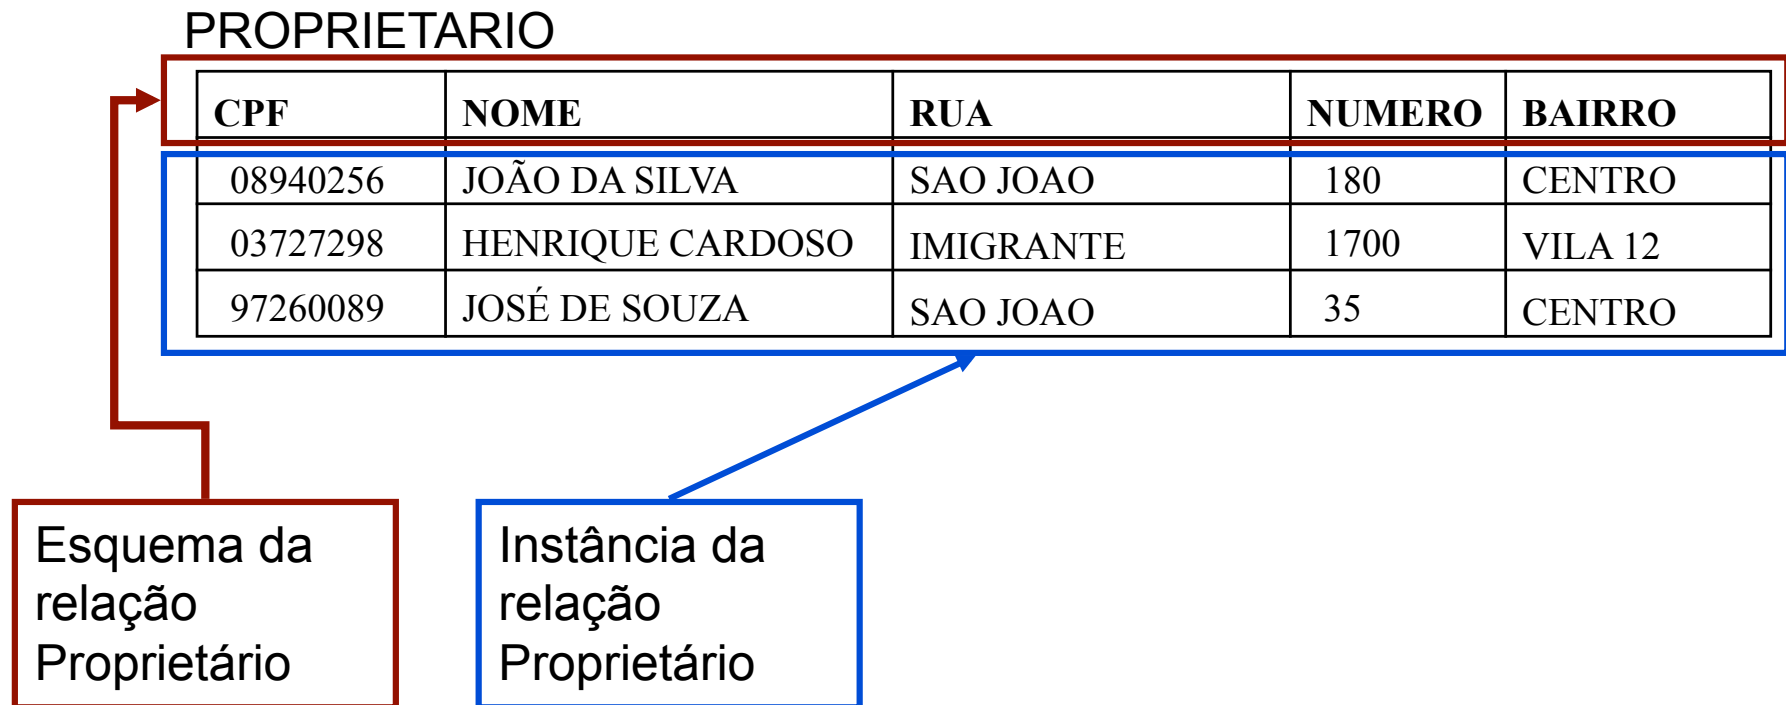 PROPRIETARIO
CPF NOME RUA NUMERO BAIRRO
08940256 JOÃO DA SILVA SAO JOAO 180 CENTRO
03727298 HENRIQUE CARDOSO IMIGRANTE 1700 VILA 12
97260089 JOSÉ DE SOUZA SAO JOAO 35 CENTRO
Esquema da
relação
Proprietário
Instância da
relação
Proprietário